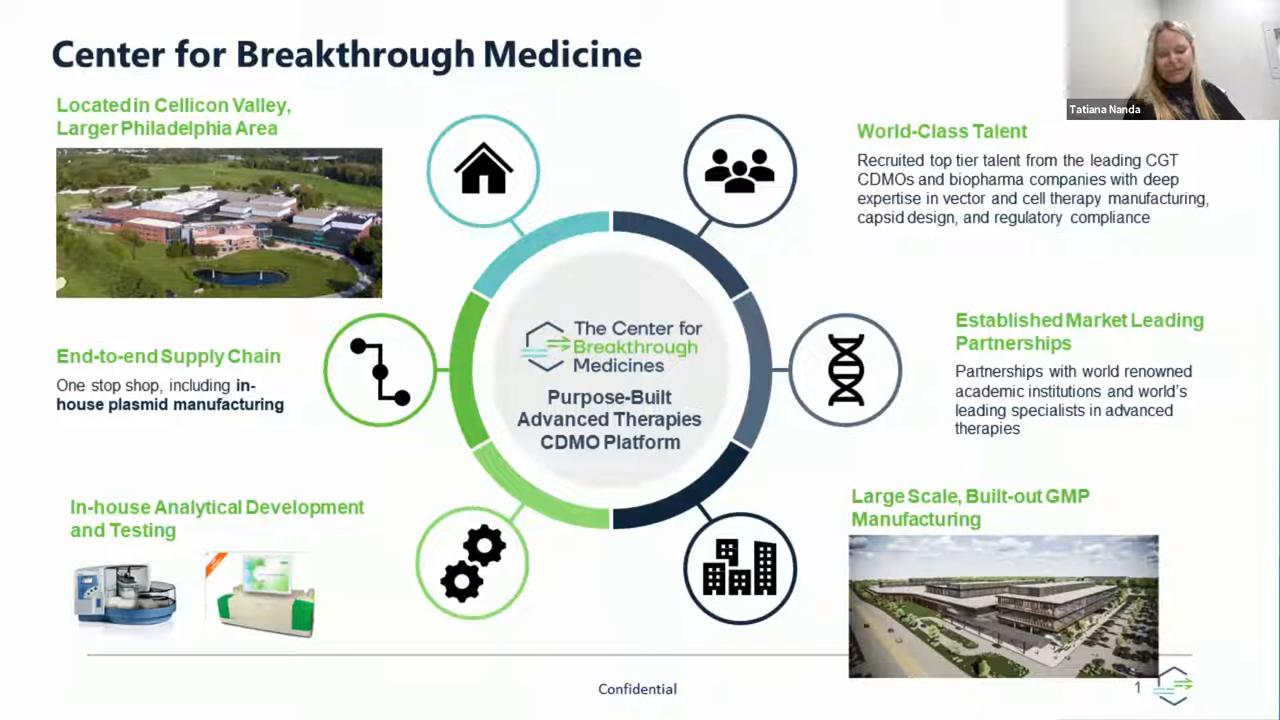 Center for Breakthrough Medicine
Tatiana Nanda
Located in Cellicon Valley,
Larger Philadelphia Area
World-Class Talent
Recruited top tier talent from the leading CGT
CDMOs and biopharma companies with deep
expertise in vector and cell therapy manufacturing,
capsid design, and regulatory compliance
End-to-end Supply Chain
One stop shop, including in-
house plasmid manufacturing
The Center for
Breakthrough
Medicines
Purpose-Built
Advanced Therapies
CDMO Platform
Established Market Leading
Partnerships
Partnerships with world renowned
academic institutions and world's
leading specialists in advanced
therapies
In-house Analytical Development
and Testing
Large Scale, Built-out GMP
Manufacturing
Confidential
1